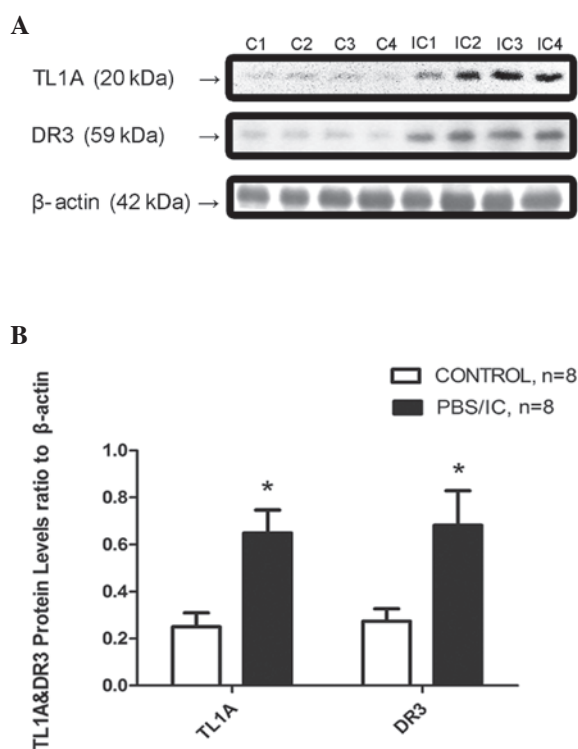 A
C1 C2 C3 C4 IC1 IC2 IC3 IC4
TL1A (20 kDa) →
DR3 (59 kDa) →
β-actin (42 kDa) →
B
CONTROL, n=8
PBS/IC, n=8
TL1A&DR3 Protein Levels ratio to β-actin
1.0
0.8
0.6
0.4
0.2
0.0
* *
TL1A DR3